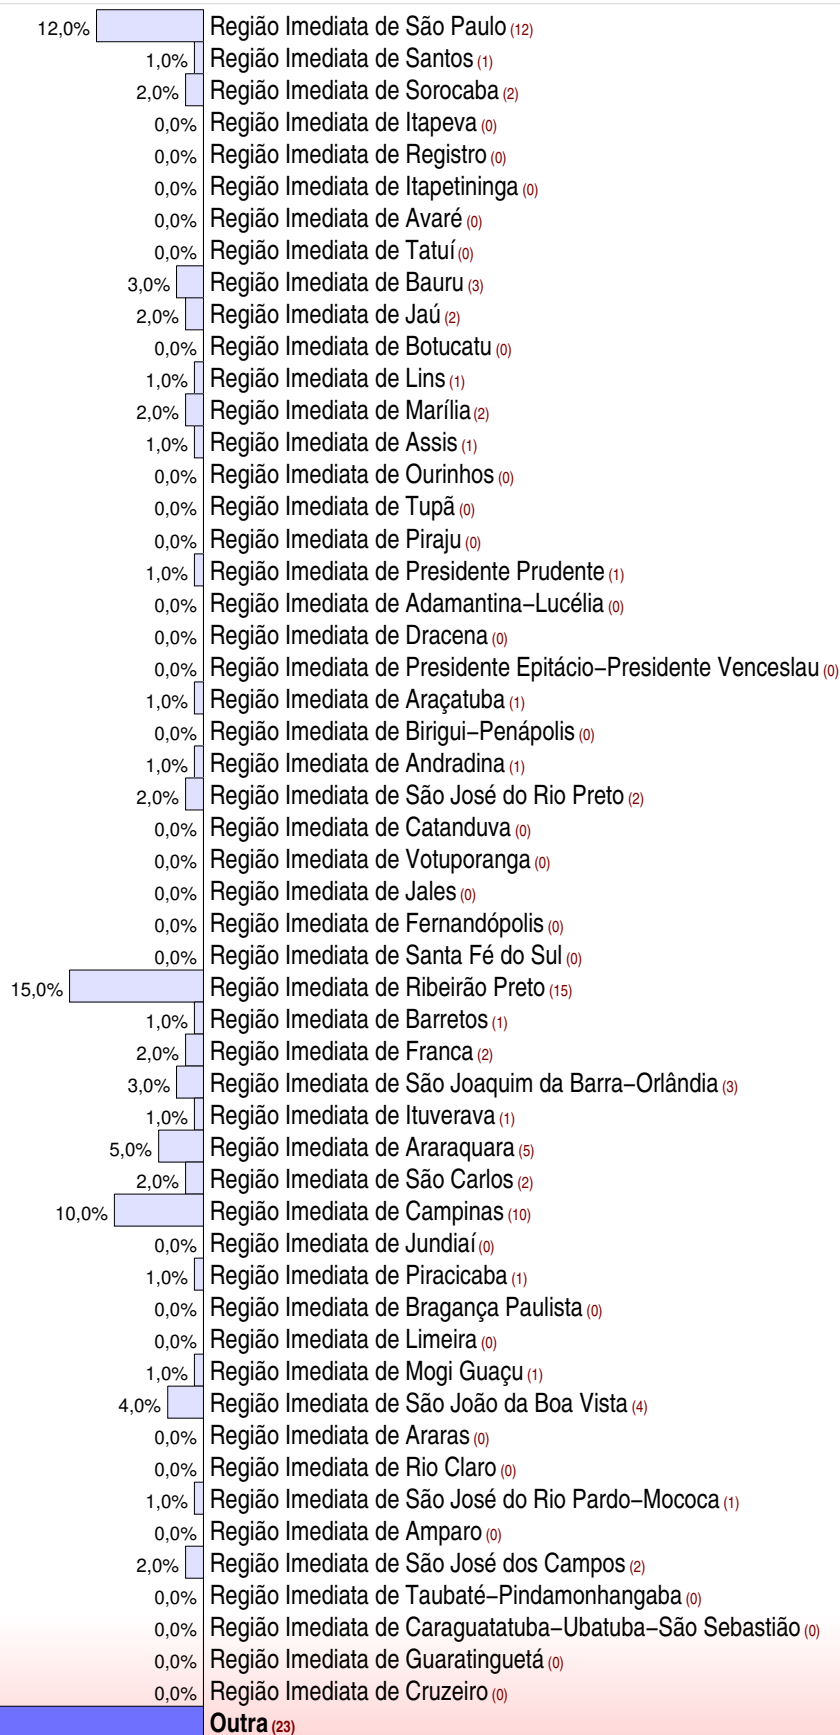 12,0% Região Imediata de São Paulo (12)
1,0% Região Imediata de Santos (1)
2,0% Região Imediata de Sorocaba (2)
0,0% Região Imediata de Itapeva (0)
0,0% Região Imediata de Registro (0)
0,0% Região Imediata de Itapetininga (0)
0,0% Região Imediata de Avaré (0)
0,0% Região Imediata de Tatuí (0)
3,0% Região Imediata de Bauru (3)
2,0% Região Imediata de Jaú (2)
0,0% Região Imediata de Botucatu (0)
1,0% Região Imediata de Lins (1)
2,0% Região Imediata de Marília (2)
1,0% Região Imediata de Assis (1)
0,0% Região Imediata de Ourinhos (0)
0,0% Região Imediata de Tupã (0)
0,0% Região Imediata de Piraju (0)
1,0% Região Imediata de Presidente Prudente (1)
0,0% Região Imediata de Adamantina–Lucélia (0)
0,0% Região Imediata de Dracena (0)
0,0% Região Imediata de Presidente Epitácio–Presidente Venceslau (0)
1,0% Região Imediata de Araçatuba (1)
0,0% Região Imediata de Birigui–Penápolis (0)
1,0% Região Imediata de Andradina (1)
2,0% Região Imediata de São José do Rio Preto (2)
0,0% Região Imediata de Catanduva (0)
0,0% Região Imediata de Votuporanga (0)
0,0% Região Imediata de Jales (0)
0,0% Região Imediata de Fernandópolis (0)
0,0% Região Imediata de Santa Fé do Sul (0)
15,0% Região Imediata de Ribeirão Preto (15)
1,0% Região Imediata de Barretos (1)
2,0% Região Imediata de Franca (2)
3,0% Região Imediata de São Joaquim da Barra–Orlândia (3)
1,0% Região Imediata de Ituverava (1)
5,0% Região Imediata de Araraquara (5)
2,0% Região Imediata de São Carlos (2)
10,0% Região Imediata de Campinas (10)
0,0% Região Imediata de Jundiaí (0)
1,0% Região Imediata de Piracicaba (1)
0,0% Região Imediata de Bragança Paulista (0)
0,0% Região Imediata de Limeira (0)
1,0% Região Imediata de Mogi Guaçu (1)
4,0% Região Imediata de São João da Boa Vista (4)
0,0% Região Imediata de Araras (0)
0,0% Região Imediata de Rio Claro (0)
1,0% Região Imediata de São José do Rio Pardo–Mococa (1)
0,0% Região Imediata de Amparo (0)
2,0% Região Imediata de São José dos Campos (2)
0,0% Região Imediata de Taubaté–Pindamonhangaba (0)
0,0% Região Imediata de Caraguatatuba–Ubatuba–São Sebastião (0)
0,0% Região Imediata de Guaratinguetá (0)
0,0% Região Imediata de Cruzeiro (0)
Outra (23)